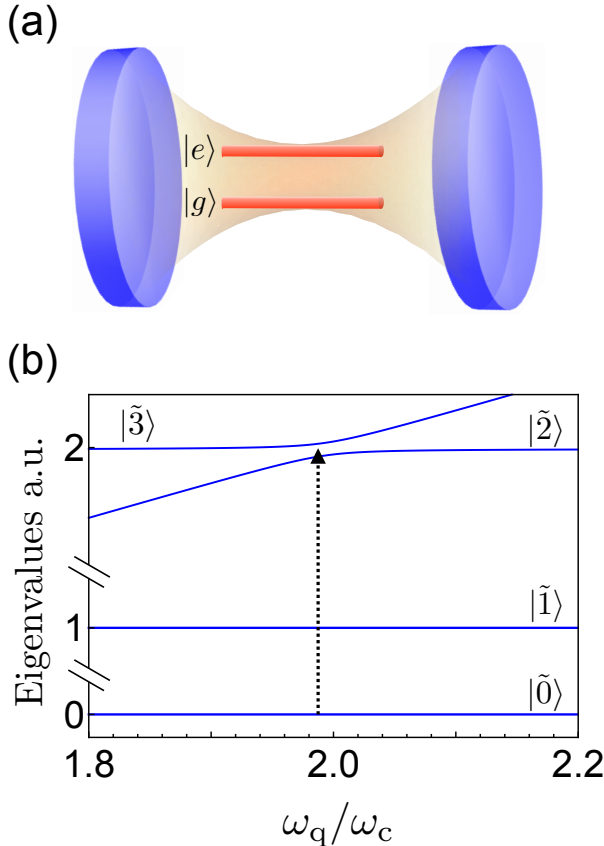 (a)
|e⟩
|g⟩
(b)
Eigenvalues a.u.
|3̃⟩
|2̃⟩
2
|1̃⟩
1
|0̃⟩
0
1.8 2.0 2.2
ω_q/ω_c